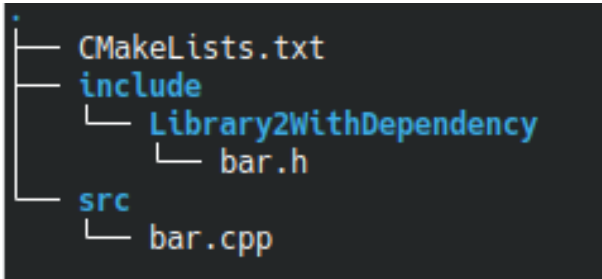 .
├── CMakeLists.txt
├── include
│   └── Library2WithDependency
│       └── bar.h
└── src
    └── bar.cpp